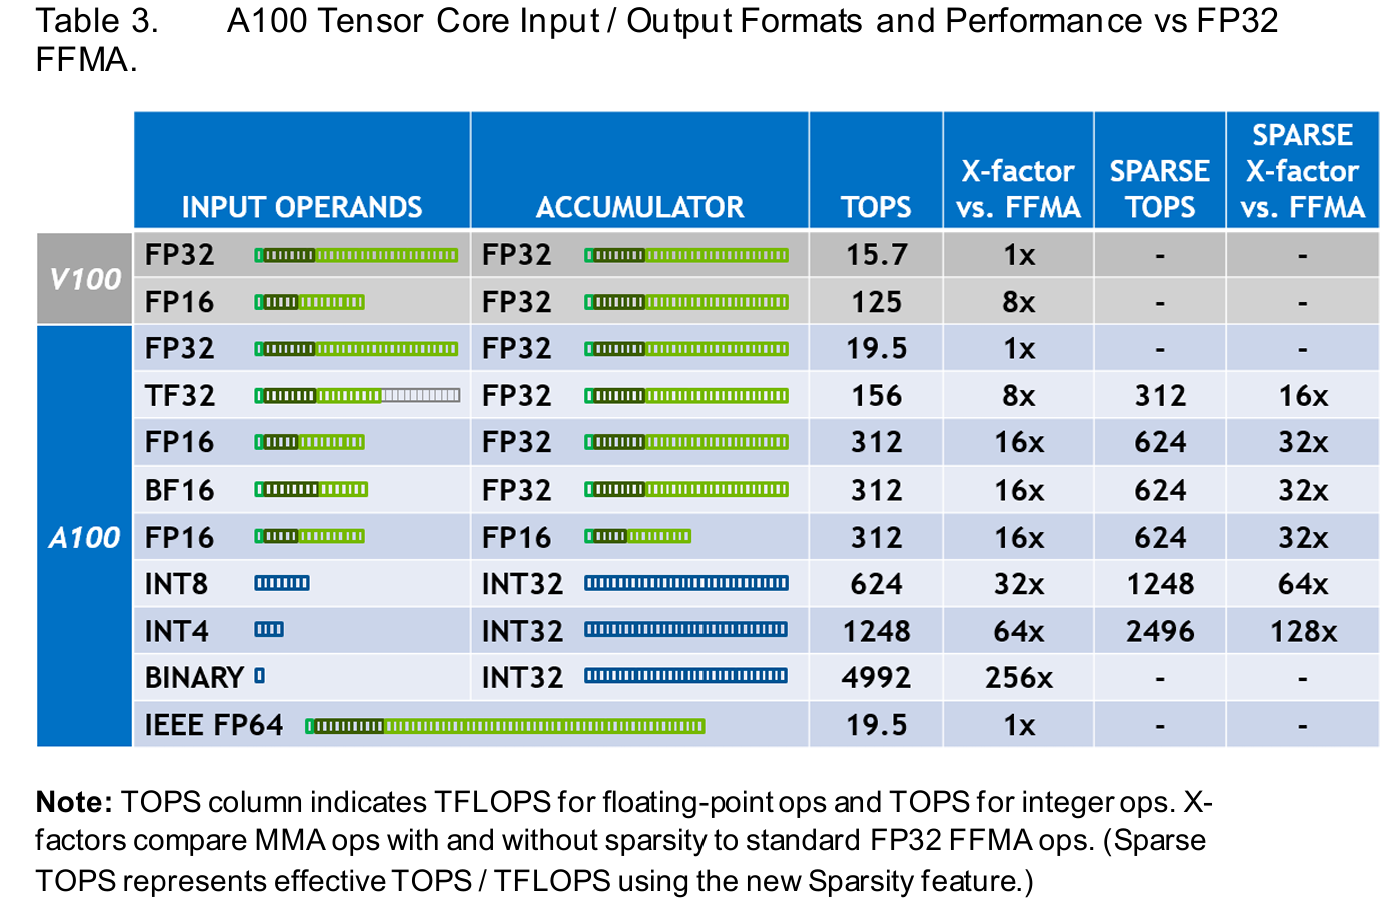 Table 3. A100 Tensor Core Input / Output Formats and Performance vs FP32
FFMA.
INPUT OPERANDS ACCUMULATOR TOPS X-factor vs. FFMA SPARSE TOPS SPARSE X-factor vs. FFMA
V100
FP32 FP32 15.7 1x - -
FP16 FP32 125 8x - -
A100
FP32 FP32 19.5 1x - -
TF32 FP32 156 8x 312 16x
FP16 FP32 312 16x 624 32x
BF16 FP32 312 16x 624 32x
FP16 FP16 312 16x 624 32x
INT8 INT32 624 32x 1248 64x
INT4 INT32 1248 64x 2496 128x
BINARY INT32 4992 256x - -
IEEE FP64 19.5 1x - -
Note: TOPS column indicates TFLOPS for floating-point ops and TOPS for integer ops. X-
factors compare MMA ops with and without sparsity to standard FP32 FFMA ops. (Sparse
TOPS represents effective TOPS / TFLOPS using the new Sparsity feature.)